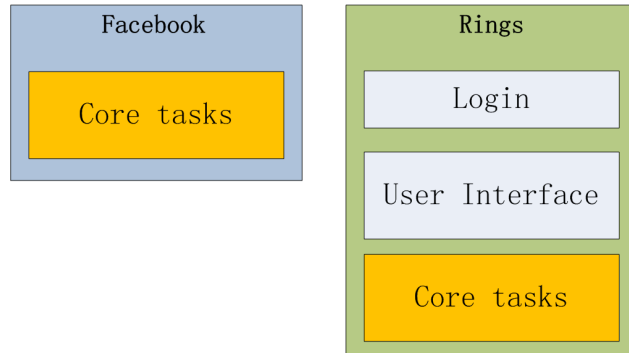 Facebook
Core tasks
Rings
Login
User Interface
Core tasks